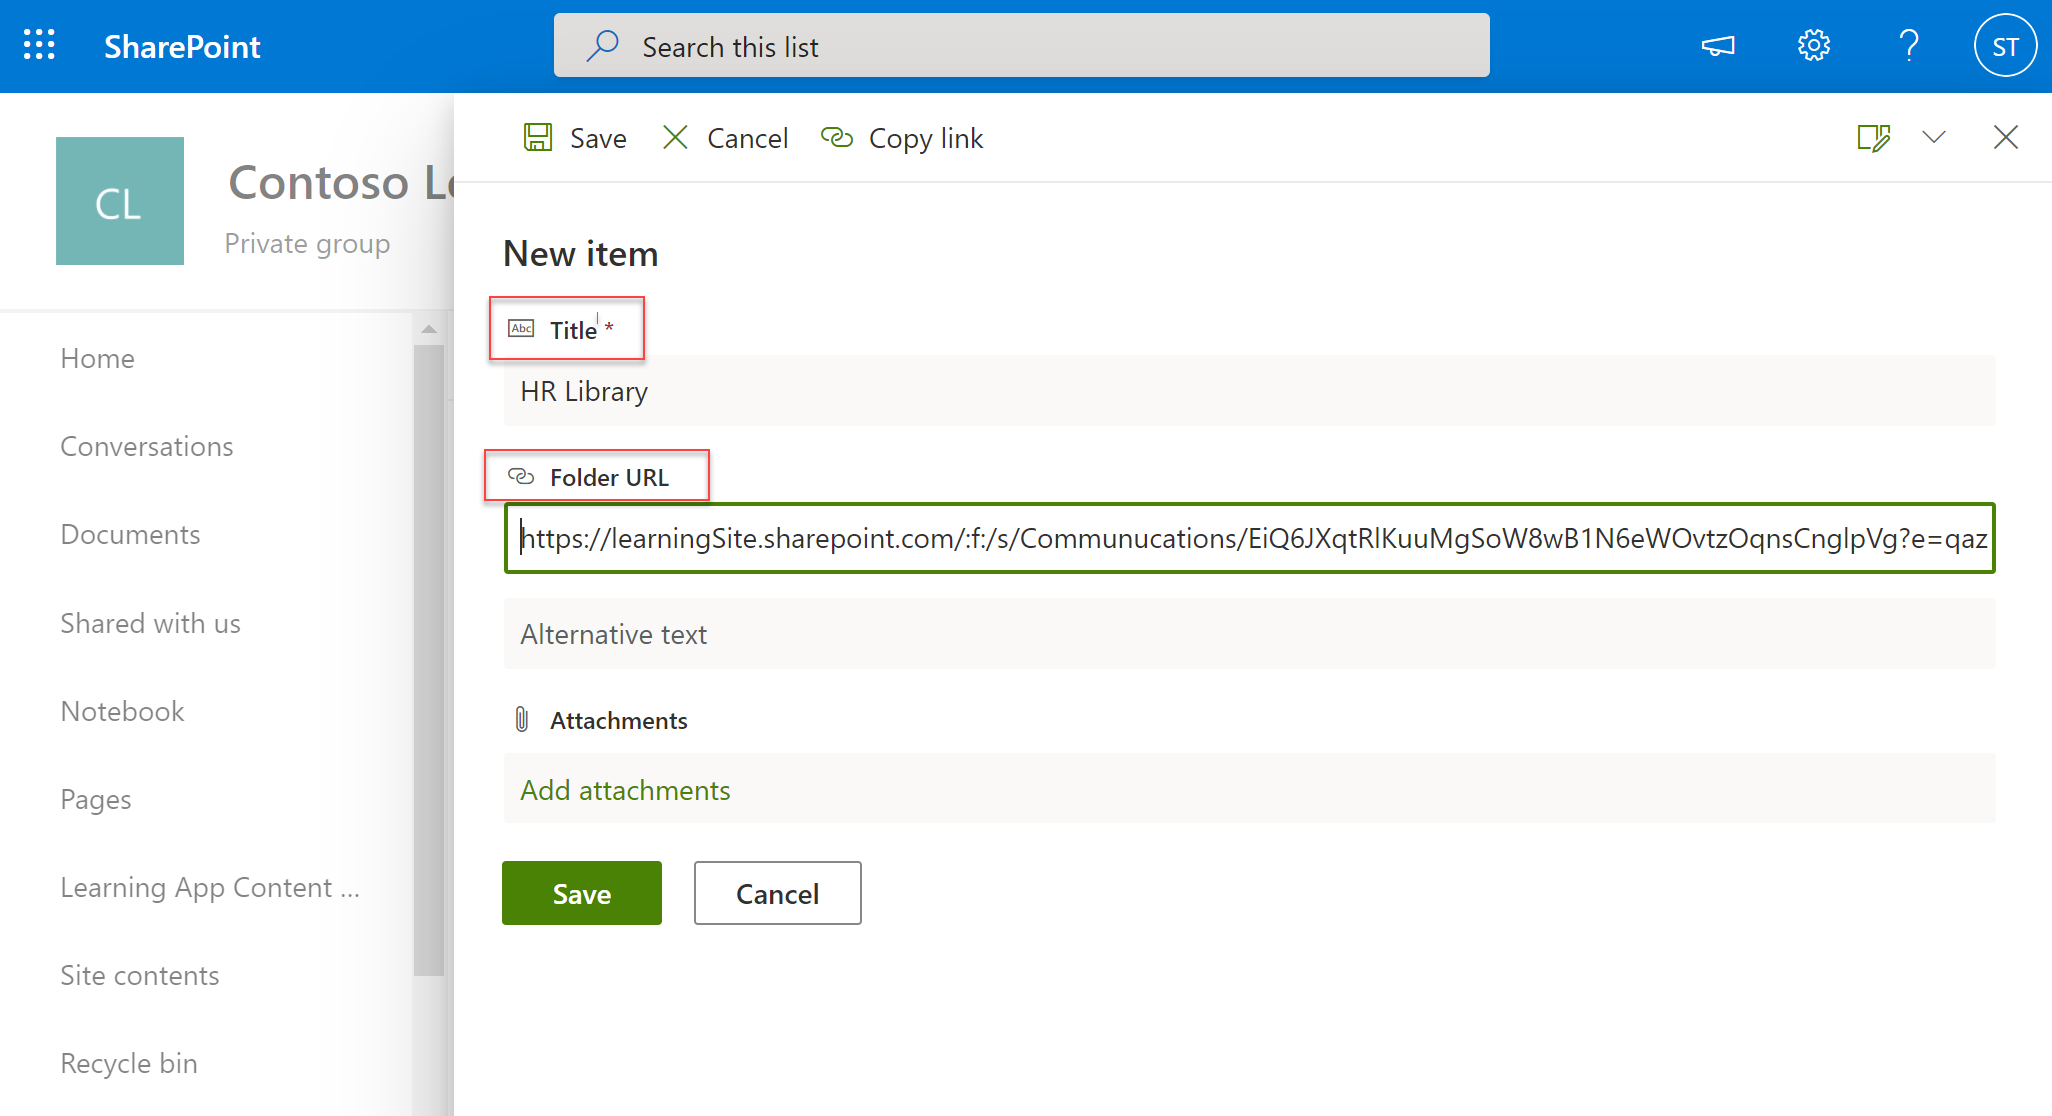 SharePoint
Search this list
ST
CL
Contoso Le
Private group
Home
Conversations
Documents
Shared with us
Notebook
Pages
Learning App Content ...
Site contents
Recycle bin
Save
Cancel
Copy link
New item
Abc Title *
HR Library
Folder URL
https://learningSite.sharepoint.com/:f:/s/Communucations/EiQ6JXqtRlKuuMgSoW8wB1N6eWOvtzOqnsCnglpVg?e=qaz
Alternative text
Attachments
Add attachments
Save
Cancel